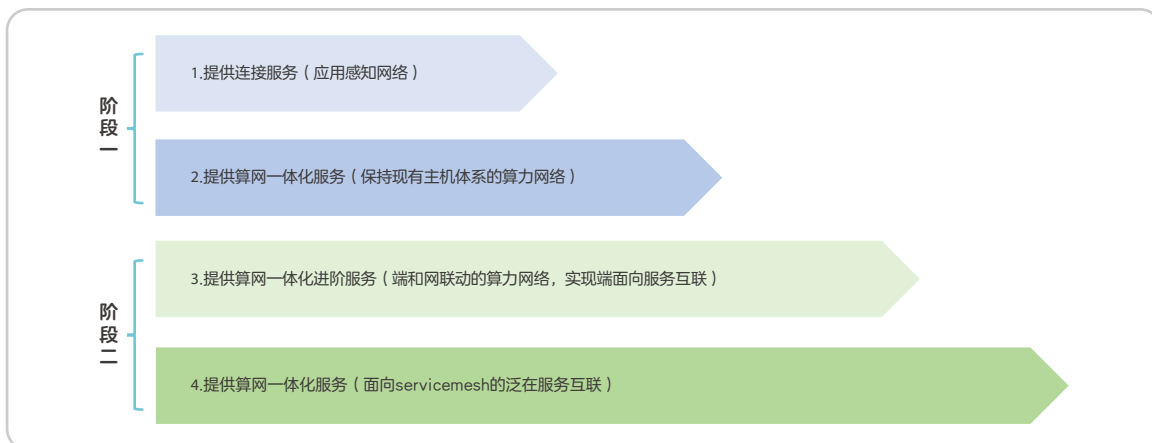 阶段一
1.提供连接服务（应用感知网络）
2.提供算网一体化服务（保持现有主机体系的算力网络）
阶段二
3.提供算网一体化进阶服务（端和网联动的算力网络，实现端面向服务互联）
4.提供算网一体化服务（面向servicemesh的泛在服务互联）